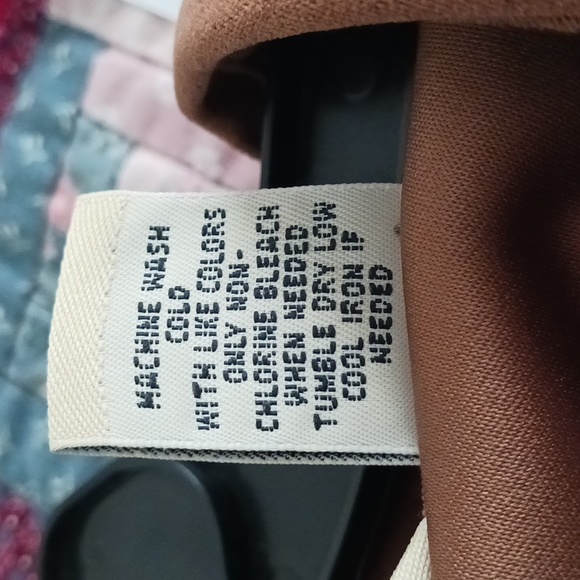 MACHINE WASH
COLD
WITH LIKE COLORS
ONLY NON-
CHLORINE BLEACH
WHEN NEEDED
TUMBLE DRY LOW
COOL IRON IF
NEEDED